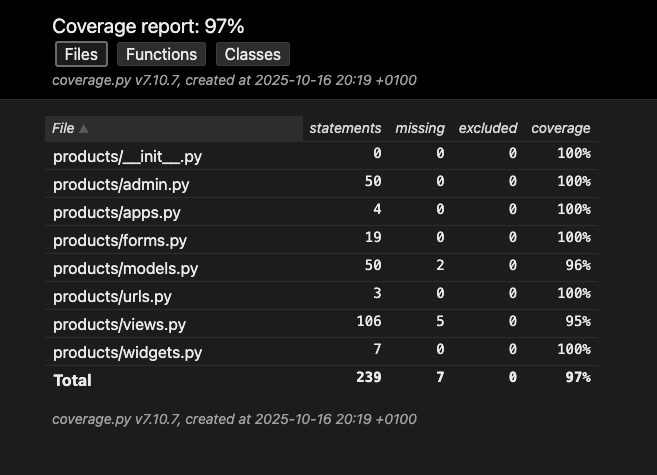 Coverage report: 97%
Files Functions Classes
coverage.py v7.10.7, created at 2025-10-16 20:19 +0100
File ▲ statements missing excluded coverage
products/__init__.py 0 0 0 100%
products/admin.py 50 0 0 100%
products/apps.py 4 0 0 100%
products/forms.py 19 0 0 100%
products/models.py 50 2 0 96%
products/urls.py 3 0 0 100%
products/views.py 106 5 0 95%
products/widgets.py 7 0 0 100%
Total 239 7 0 97%
coverage.py v7.10.7, created at 2025-10-16 20:19 +0100